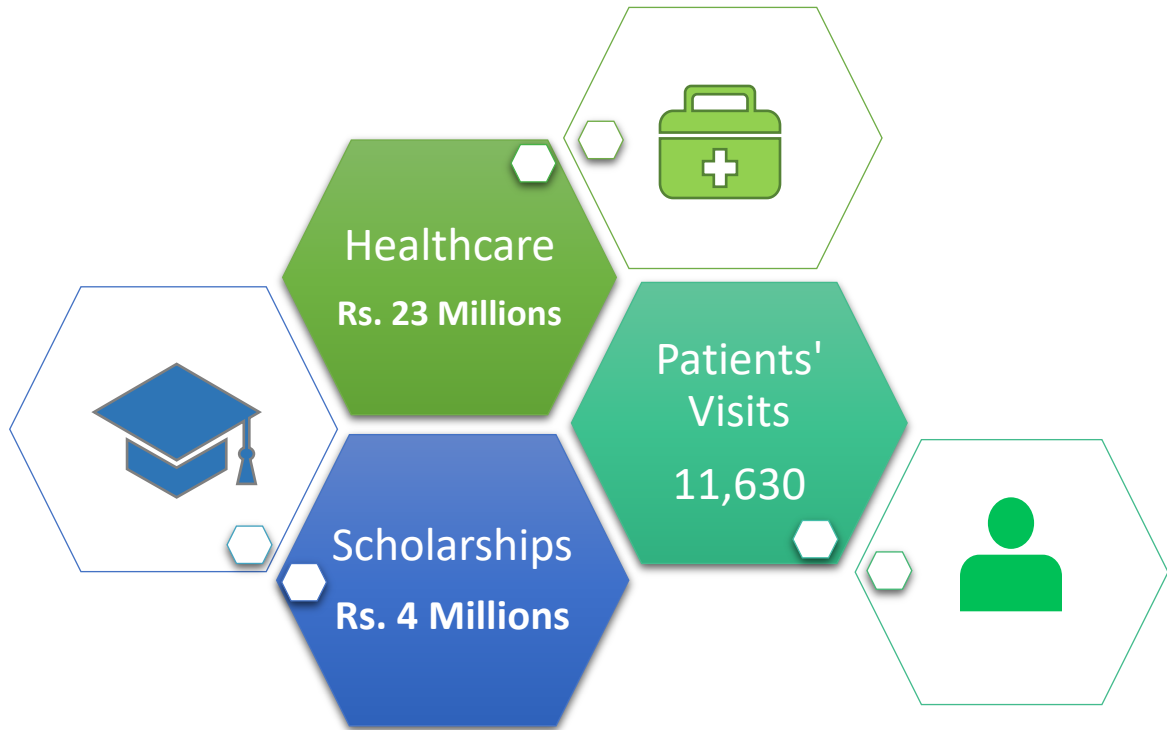 Healthcare
Rs. 23 Millions
Patients'
Visits
11,630
Scholarships
Rs. 4 Millions